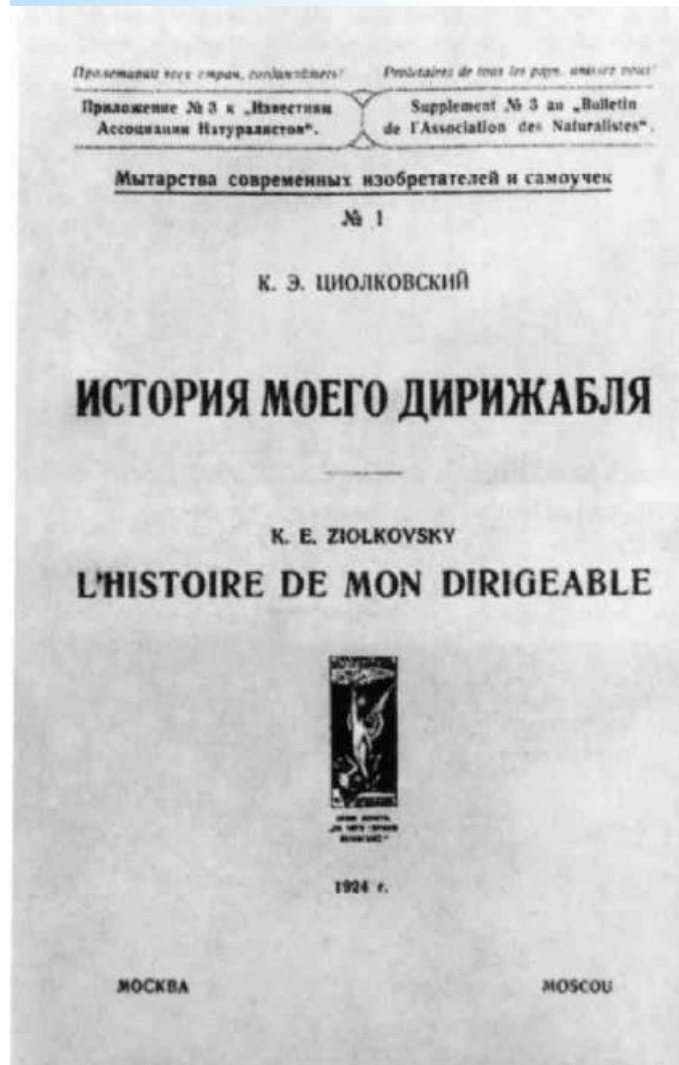 Пролетарии всех стран, соединяйтесь!
Proletaires de tous les pays, unissez vous!
Приложение № 3 к „Известиям
Ассоциации Натуралистов“.
Supplement № 3 au „Bulletin
de l'Association des Naturalistes“.
Мытарства современных изобретателей и самоучек
№ 1
К. Э. ЦИОЛКОВСКИЙ
ИСТОРИЯ МОЕГО ДИРИЖАБЛЯ
K. E. ZIOLKOVSKY
L'HISTOIRE DE MON DIRIGEABLE
1924 г.
МОСКВА
MOSCOU